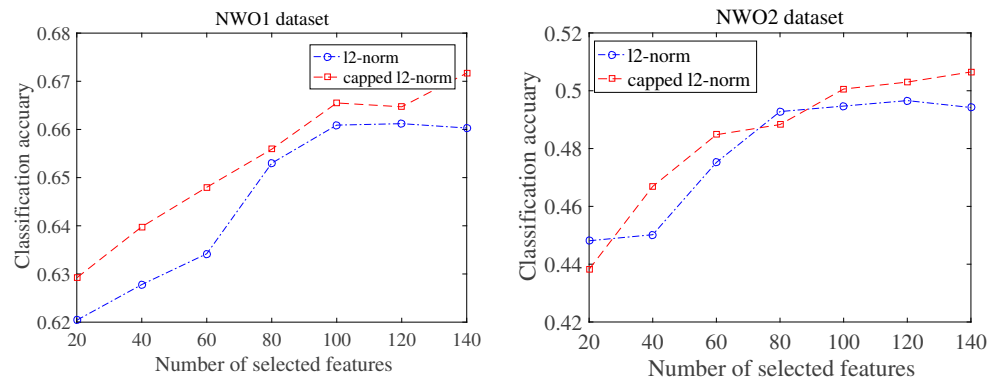 NWO1 dataset
0.68
0.67
0.66
0.65
0.64
0.63
0.62
Classification accuary
l2-norm
capped l2-norm
20 40 60 80 100 120 140
Number of selected features
NWO2 dataset
0.52
0.5
0.48
0.46
0.44
0.42
Classification accuary
l2-norm
capped l2-norm
20 40 60 80 100 120 140
Number of selected features